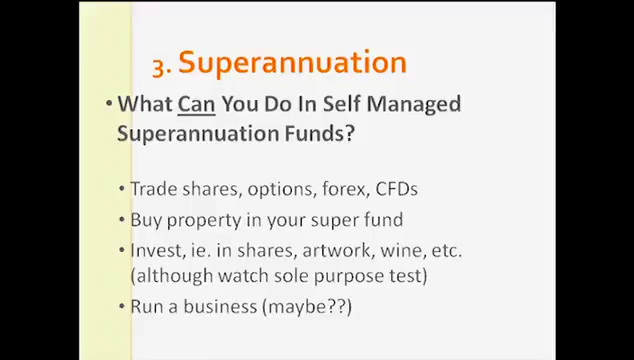 3. Superannuation
• What Can You Do In Self Managed
Superannuation Funds?
• Trade shares, options, forex, CFDs
• Buy property in your super fund
• Invest, ie. in shares, artwork, wine, etc.
(although watch sole purpose test)
• Run a business (maybe??)